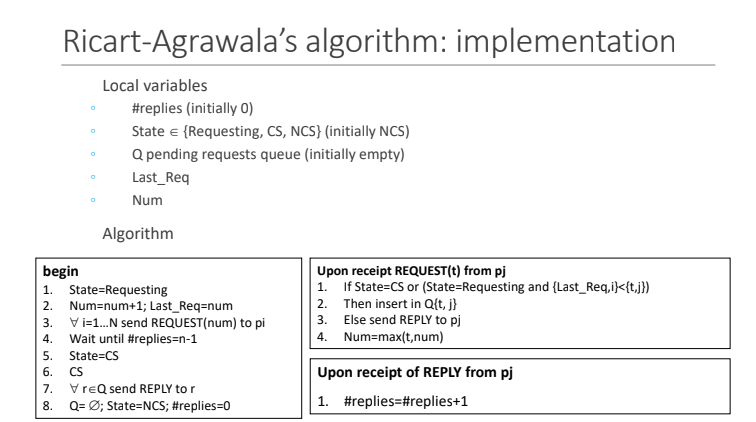 Ricart-Agrawala's algorithm: implementation
Local variables
◦ #replies (initially 0)
◦ State ∈ {Requesting, CS, NCS} (initially NCS)
◦ Q pending requests queue (initially empty)
◦ Last_Req
◦ Num
Algorithm
begin
1. State=Requesting
2. Num=num+1; Last_Req=num
3. ∀ i=1…N send REQUEST(num) to pi
4. Wait until #replies=n-1
5. State=CS
6. CS
7. ∀ r∈Q send REPLY to r
8. Q= ∅; State=NCS; #replies=0
Upon receipt REQUEST(t) from pj
1. If State=CS or (State=Requesting and {Last_Req,i}<{t,j})
2. Then insert in Q{t, j}
3. Else send REPLY to pj
4. Num=max(t,num)
Upon receipt of REPLY from pj
1. #replies=#replies+1